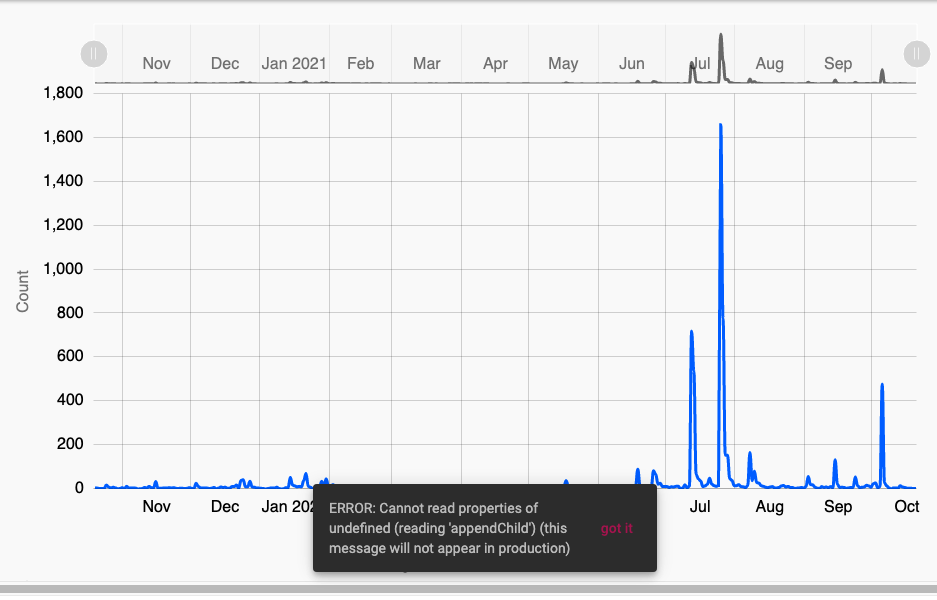 Nov Dec Jan 2021 Feb Mar Apr May Jun Jul Aug Sep
1,800
1,600
1,400
1,200
1,000
800
600
400
200
0
Count
Nov Dec Jan 202 Jul Aug Sep Oct
ERROR: Cannot read properties of
undefined (reading 'appendChild') (this
message will not appear in production)
got it